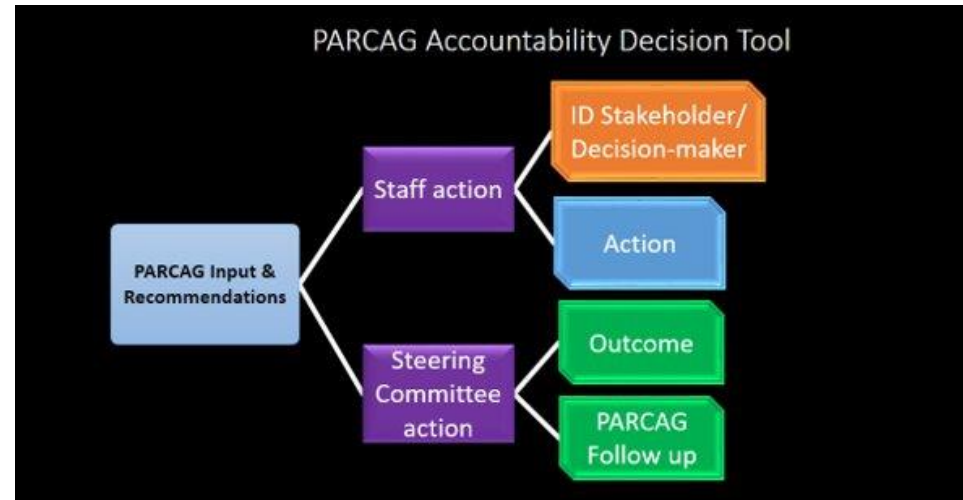 PARCAG Accountability Decision Tool
ID Stakeholder/
Decision-maker
Staff action
Action
PARCAG Input &
Recommendations
Outcome
Steering
Committee
action
PARCAG
Follow up